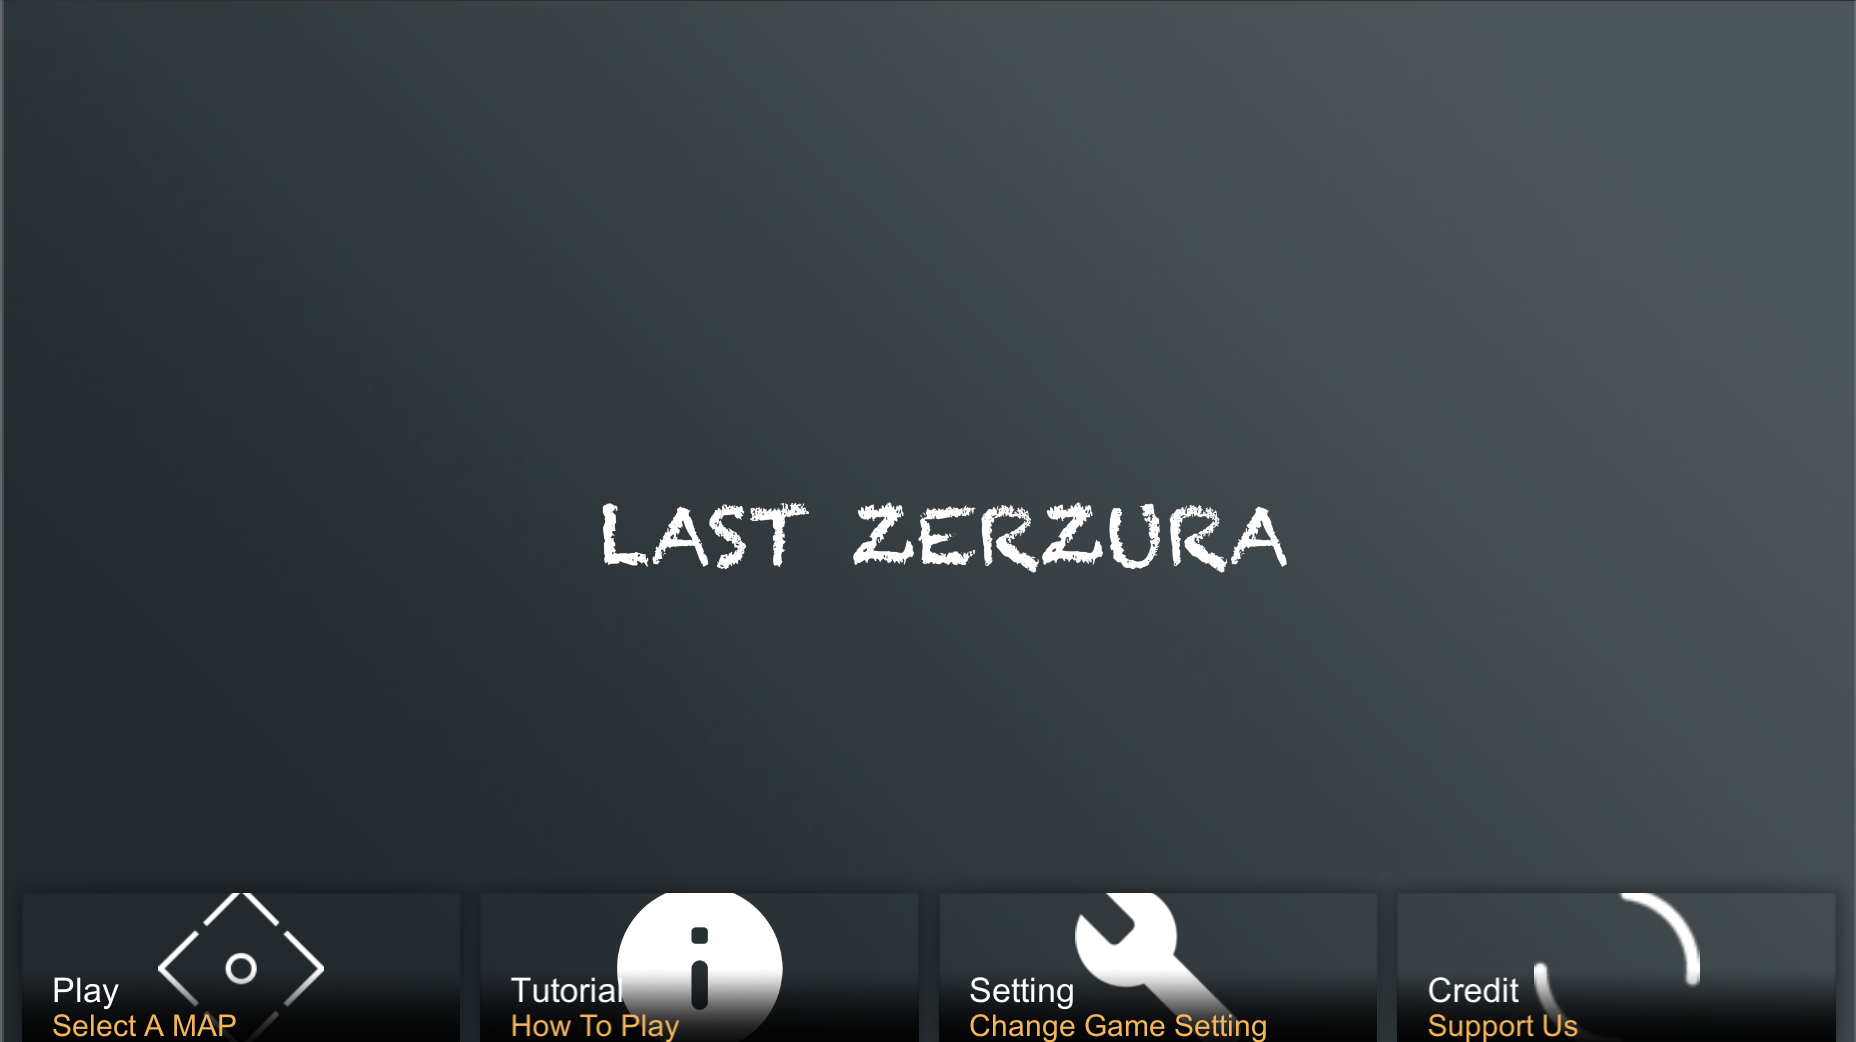 LAST ZERZURA
Play
Select A MAP
Tutorial
How To Play
Setting
Change Game Setting
Credit
Support Us